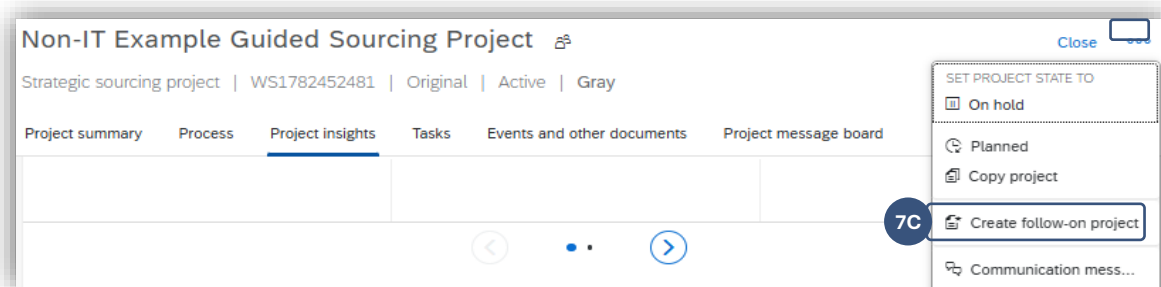 Non-IT Example Guided Sourcing Project
Close
Strategic sourcing project | WS1782452481 | Original | Active | Gray
Project summary Process Project insights Tasks Events and other documents Project message board
SET PROJECT STATE TO
On hold
Planned
Copy project
7C
Create follow-on project
Communication mess...